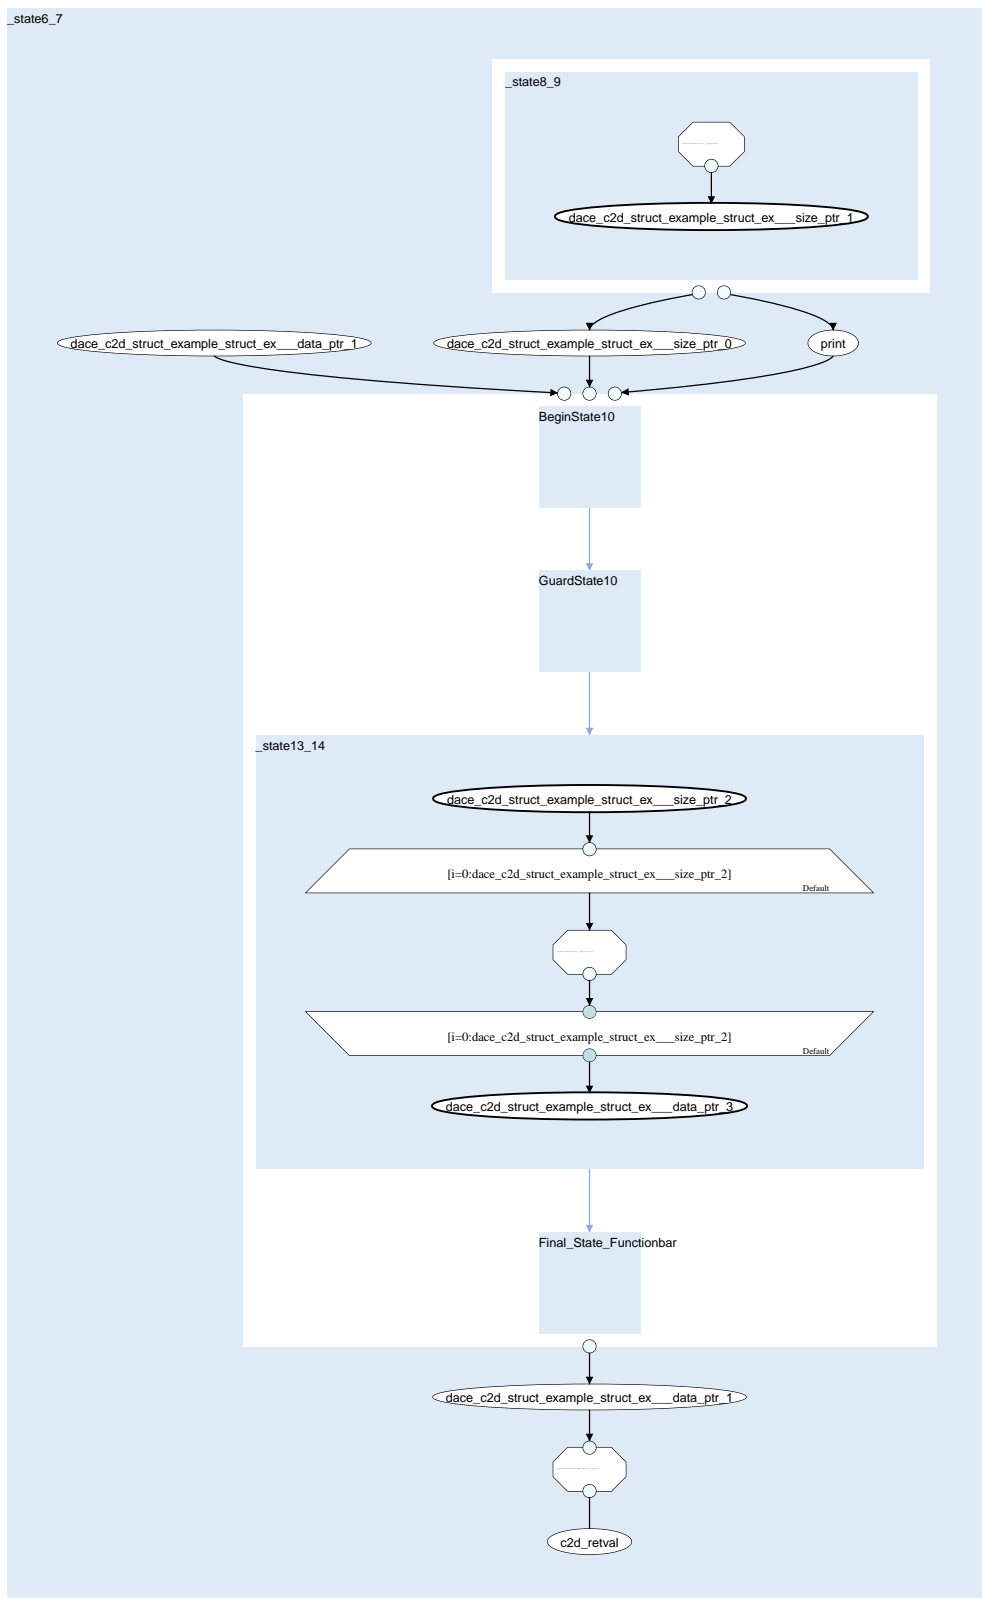 _state6_7
_state8_9
dace_c2d_struct_example_struct_ex___size_ptr_1
dace_c2d_struct_example_struct_ex___data_ptr_1
dace_c2d_struct_example_struct_ex___size_ptr_0
print
BeginState10
GuardState10
_state13_14
dace_c2d_struct_example_struct_ex___size_ptr_2
[i=0:dace_c2d_struct_example_struct_ex___size_ptr_2]
Default
[i=0:dace_c2d_struct_example_struct_ex___size_ptr_2]
Default
dace_c2d_struct_example_struct_ex___data_ptr_3
Final_State_Functionbar
dace_c2d_struct_example_struct_ex___data_ptr_1
c2d_retval